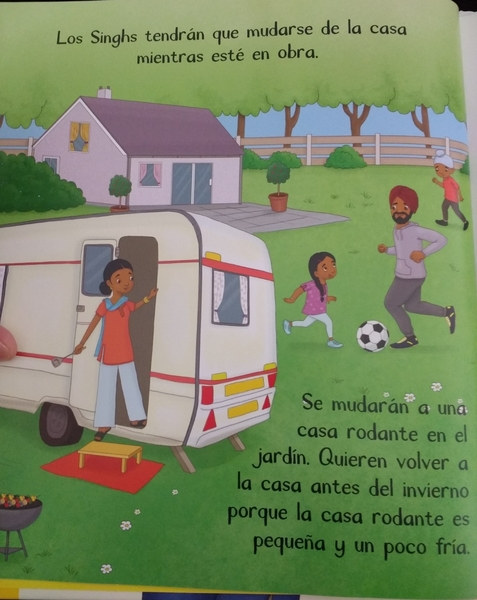 Los Singhs tendrán que mudarse de la casa
mientras esté en obra.
Se mudarán a una
casa rodante en el
jardín. Quieren volver a
la casa antes del invierno
porque la casa rodante es
pequeña y un poco fría.